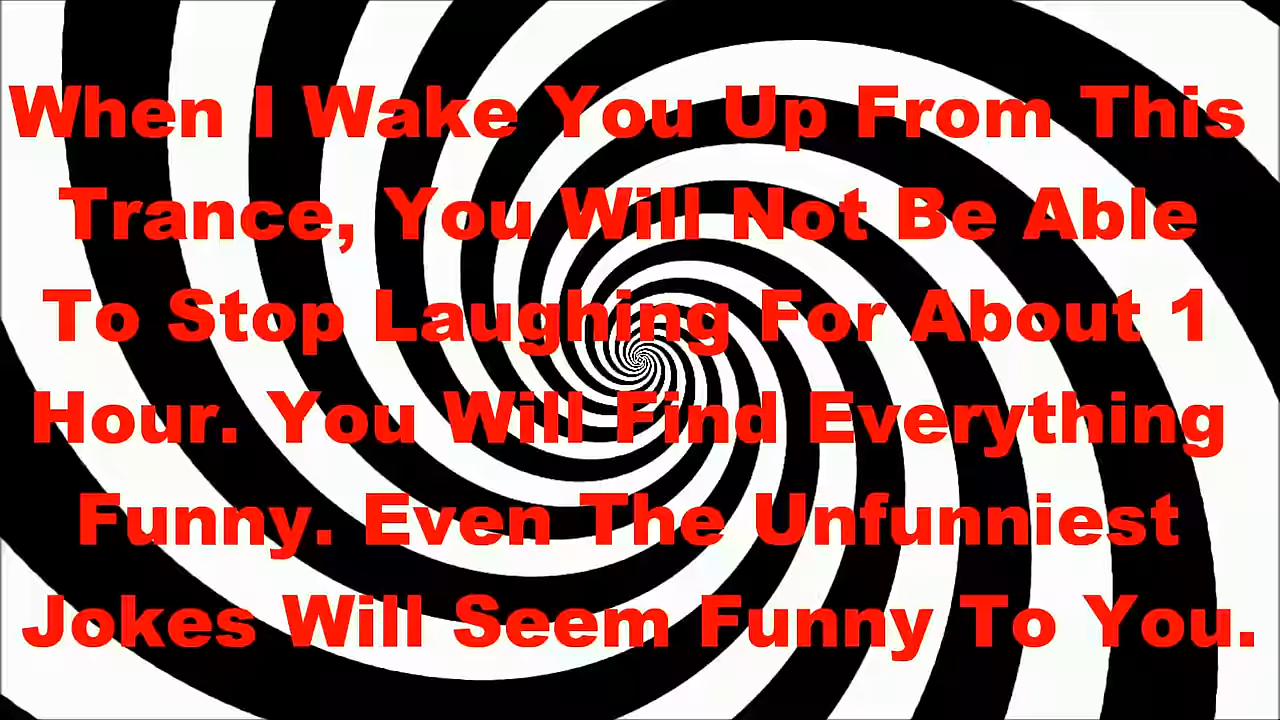 When I Wake You Up From This
Trance, You Will Not Be Able
To Stop Laughing For About 1
Hour. You Will Find Everything
Funny. Even The Unfunniest
Jokes Will Seem Funny To You.